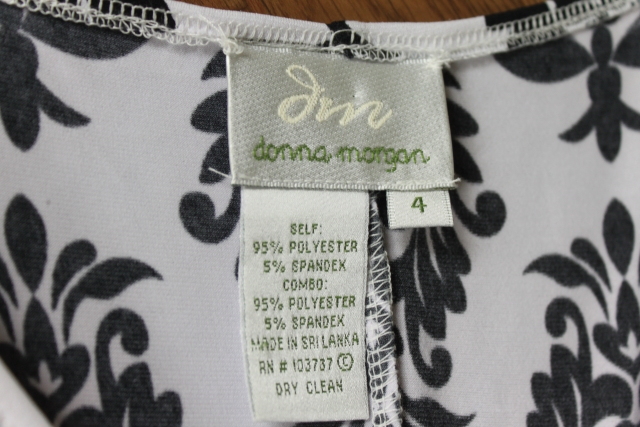 dm
donna morgan
4
SELF:
95% POLYESTER
5% SPANDEX
COMBO:
95% POLYESTER
5% SPANDEX
MADE IN SRI LANKA
RN # 103737 ©
DRY CLEAN